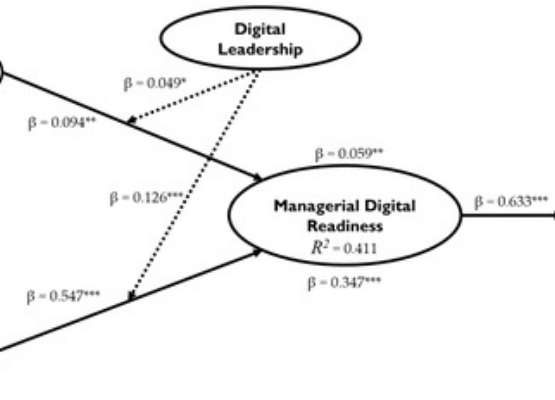 Digital
Leadership
β = 0.049*
β = 0.094**
β = 0.059**
β = 0.126***
Managerial Digital
Readiness
R² = 0.411
β = 0.633***
β = 0.347***
β = 0.547***